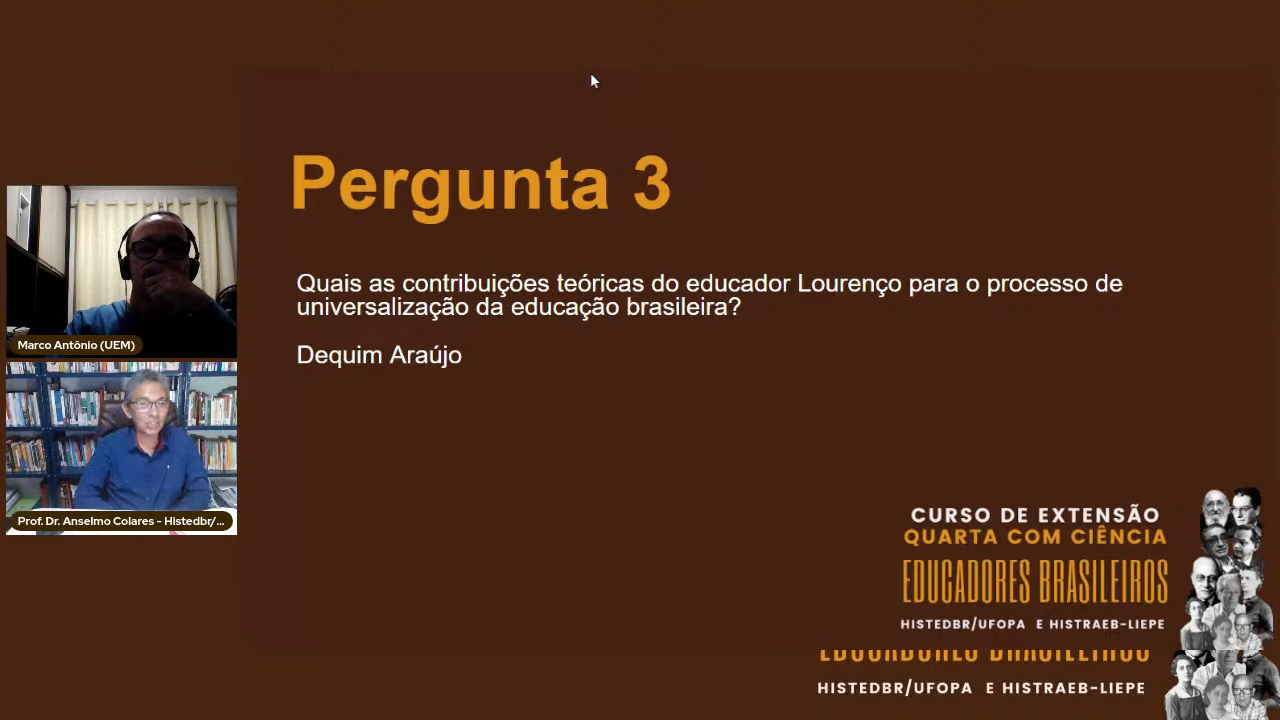 Pergunta 3
Quais as contribuições teóricas do educador Lourenço para o processo de
universalização da educação brasileira?
Dequim Araújo
Marco Antônio (UEM)
Prof. Dr. Anselmo Colares - Histedbr/...
CURSO DE EXTENSÃO
QUARTA COM CIÊNCIA
EDUCADORES BRASILEIROS
HISTEDBR/UFOPA E HISTRAEB-LIEPE
EDUCADORES BRASILEIROS
HISTEDBR/UFOPA E HISTRAEB-LIEPE